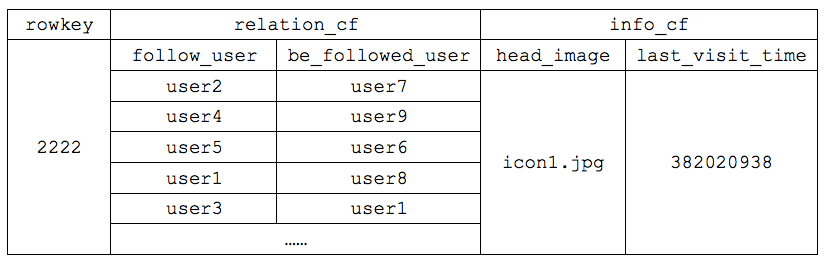 rowkey relation_cf info_cf
follow_user be_followed_user head_image last_visit_time
user2 user7
user4 user9
2222 user5 user6 icon1.jpg 382020938
user1 user8
user3 user1
……